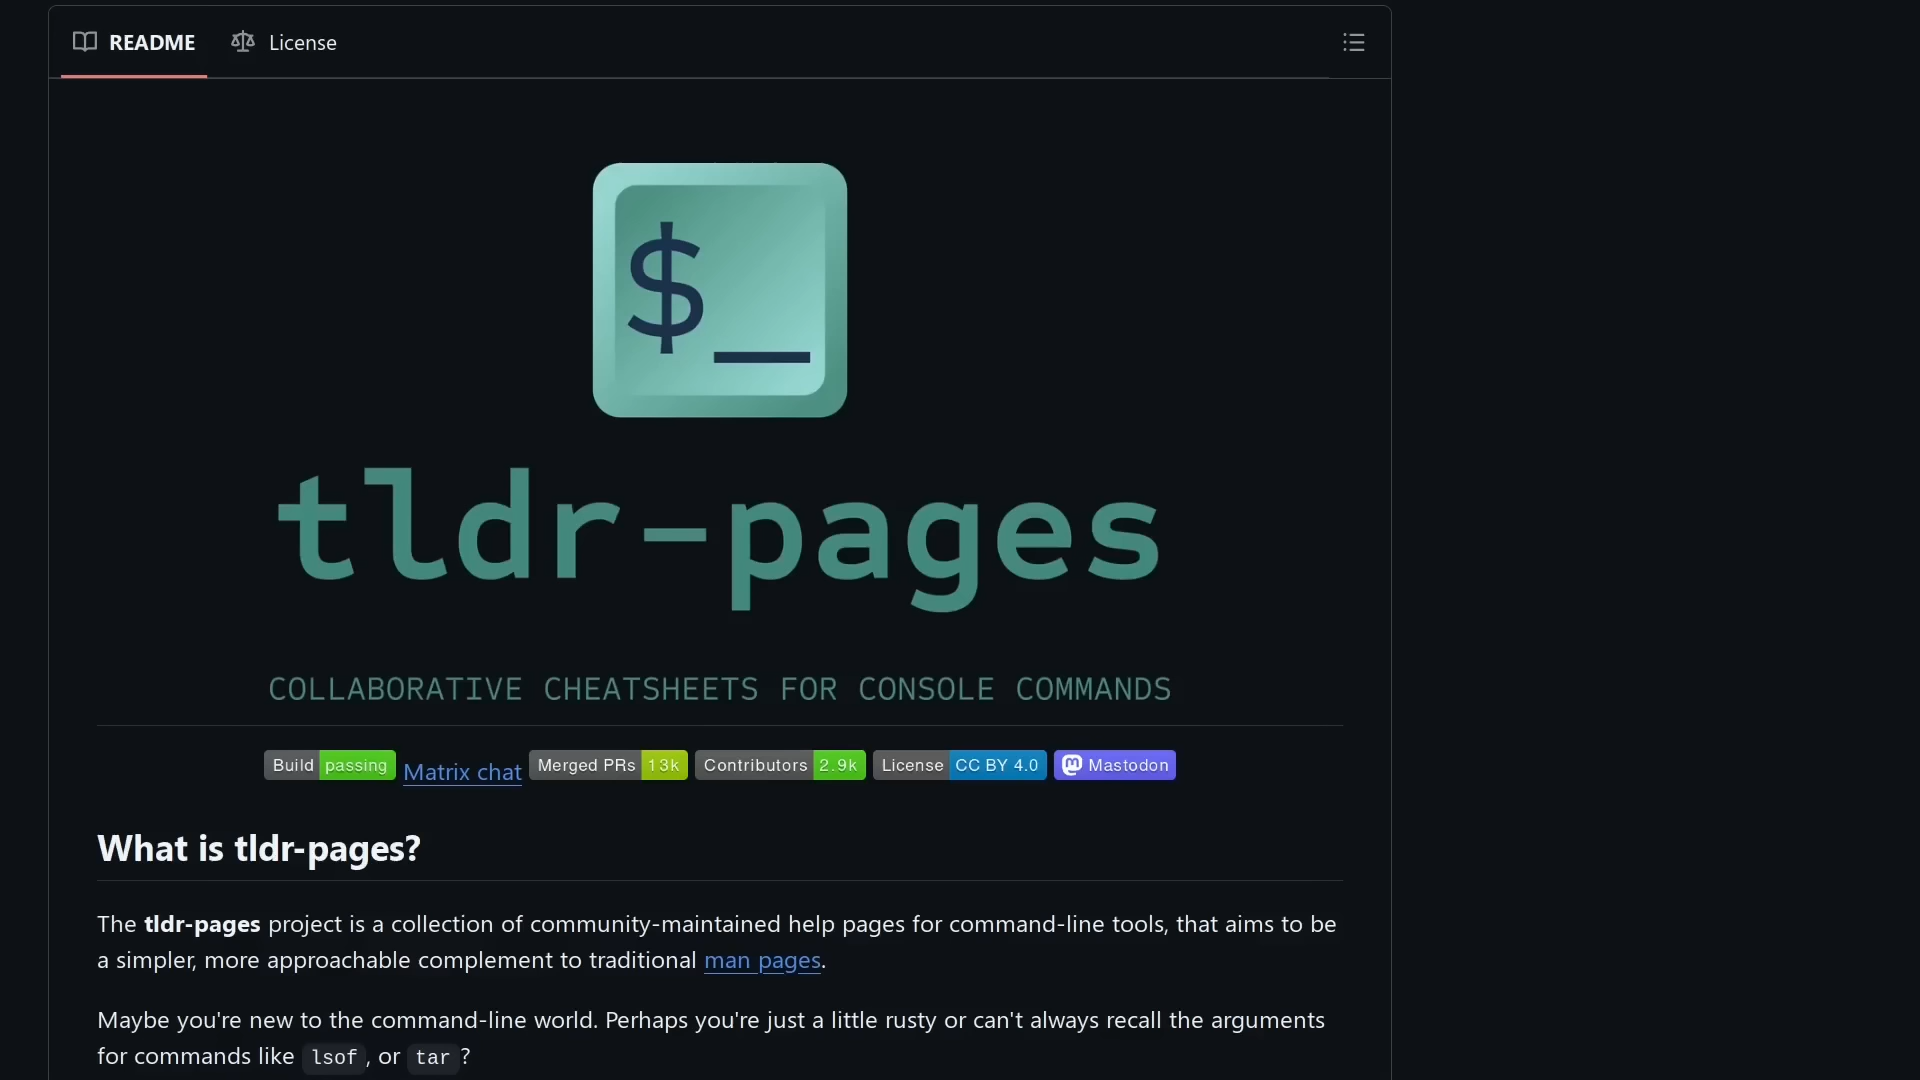 README License
$_
tldr-pages
COLLABORATIVE CHEATSHEETS FOR CONSOLE COMMANDS
Build passing Matrix chat Merged PRs 13k Contributors 2.9k License CC BY 4.0 Mastodon
What is tldr-pages?
The tldr-pages project is a collection of community-maintained help pages for command-line tools, that aims to be
a simpler, more approachable complement to traditional man pages.
Maybe you're new to the command-line world. Perhaps you're just a little rusty or can't always recall the arguments
for commands like lsof, or tar?